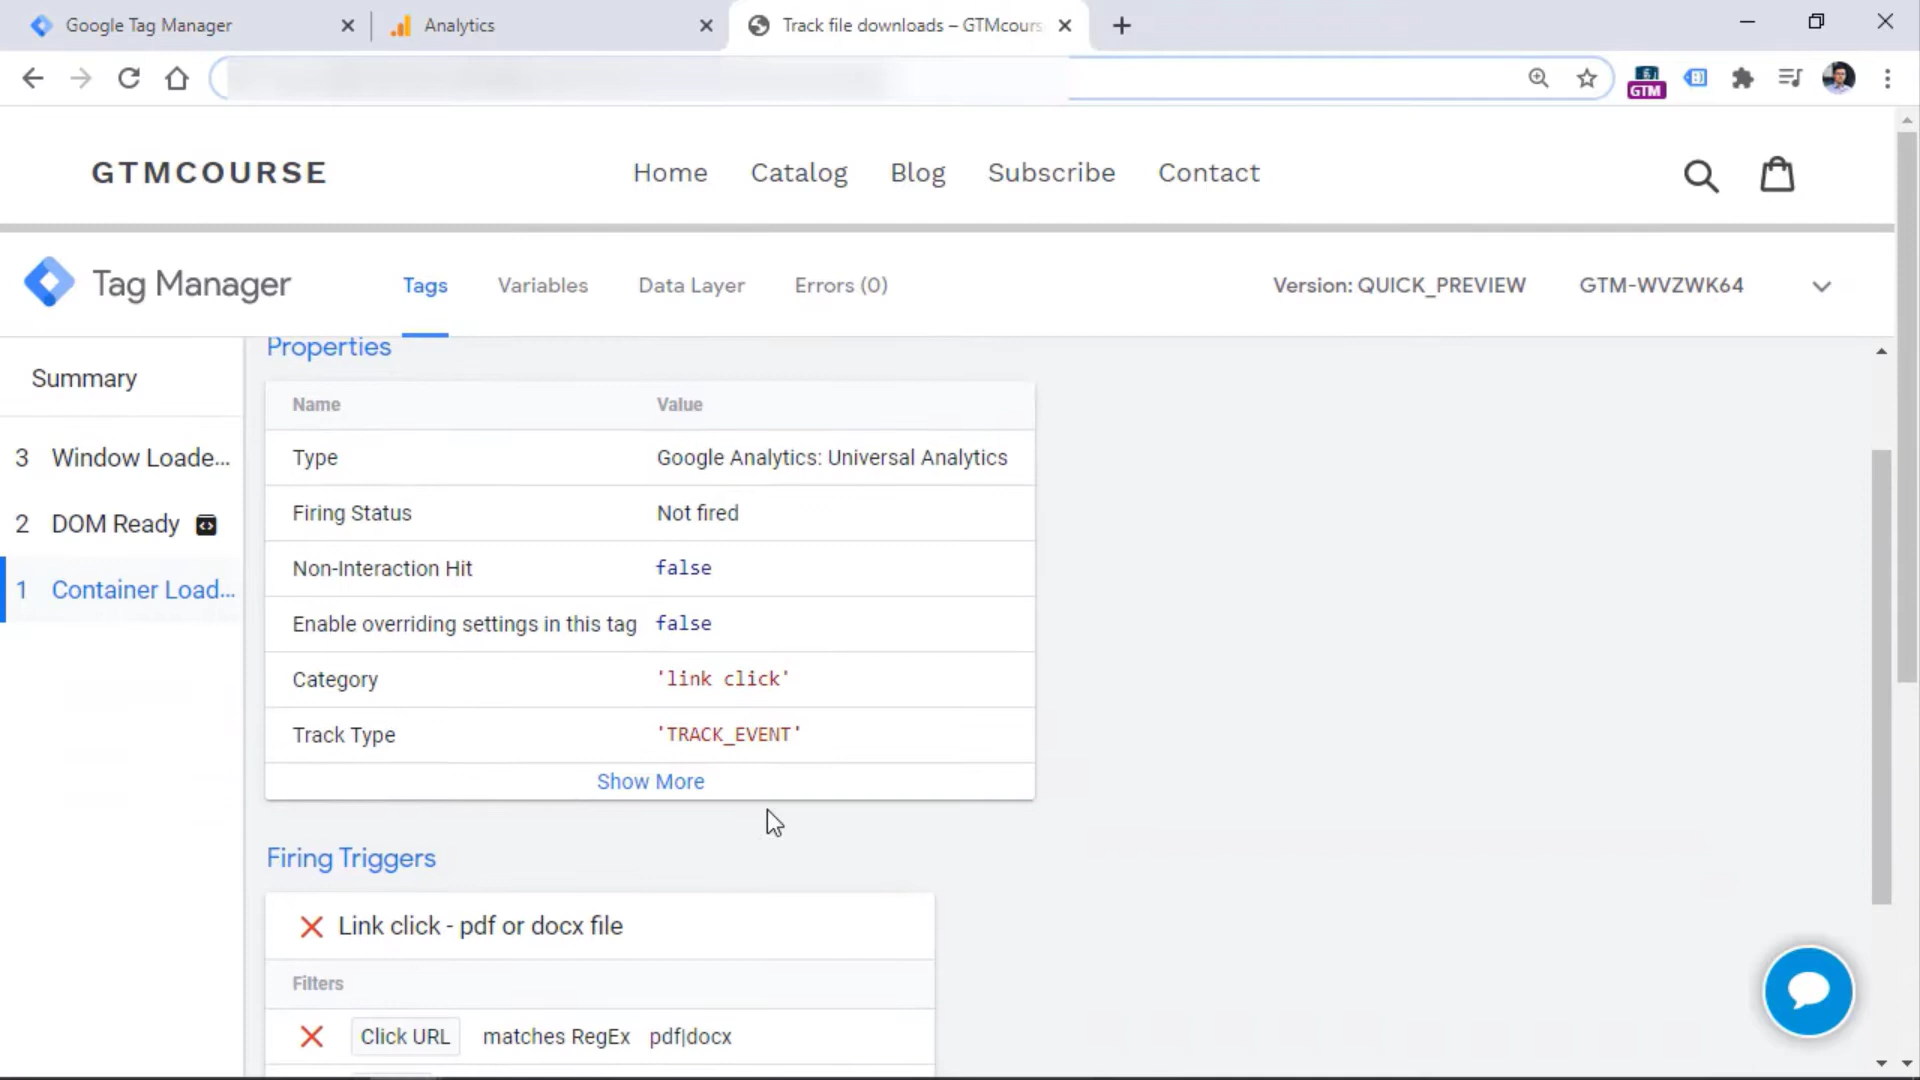 Google Tag Manager
Analytics
Track file downloads – GTMcours
GTM
GTMCOURSE
Home
Catalog
Blog
Subscribe
Contact
Tag Manager
Tags
Variables
Data Layer
Errors (0)
Version: QUICK_PREVIEW
GTM-WVZWK64
Summary
3 Window Loade...
2 DOM Ready
1 Container Load...
Properties
Name Value
Type Google Analytics: Universal Analytics
Firing Status Not fired
Non-Interaction Hit false
Enable overriding settings in this tag false
Category 'link click'
Track Type 'TRACK_EVENT'
Show More
Firing Triggers
Link click - pdf or docx file
Filters
Click URL matches RegEx pdf|docx